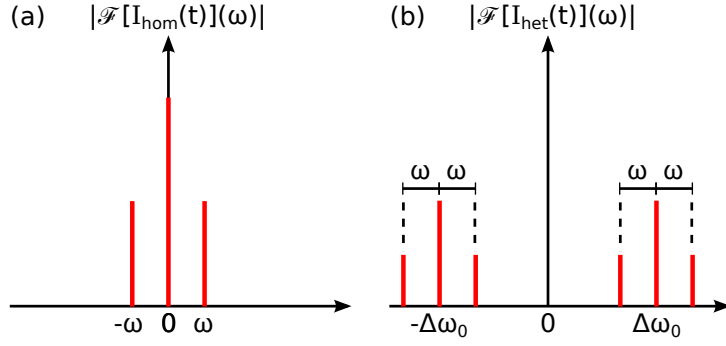 (a) |ℱ[I_hom(t)](ω)|
(b) |ℱ[I_het(t)](ω)|
ω ω ω ω
-ω 0 ω
-Δω₀ 0 Δω₀